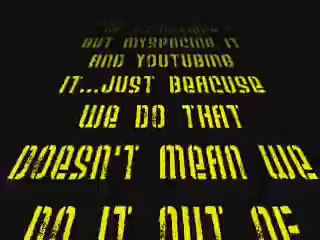 BUT MYSPACING IT
AND YOUTUBING
IT...JUST BEACUSE
WE DO THAT
DOESN'T MEAN WE
DO IT OUT OF